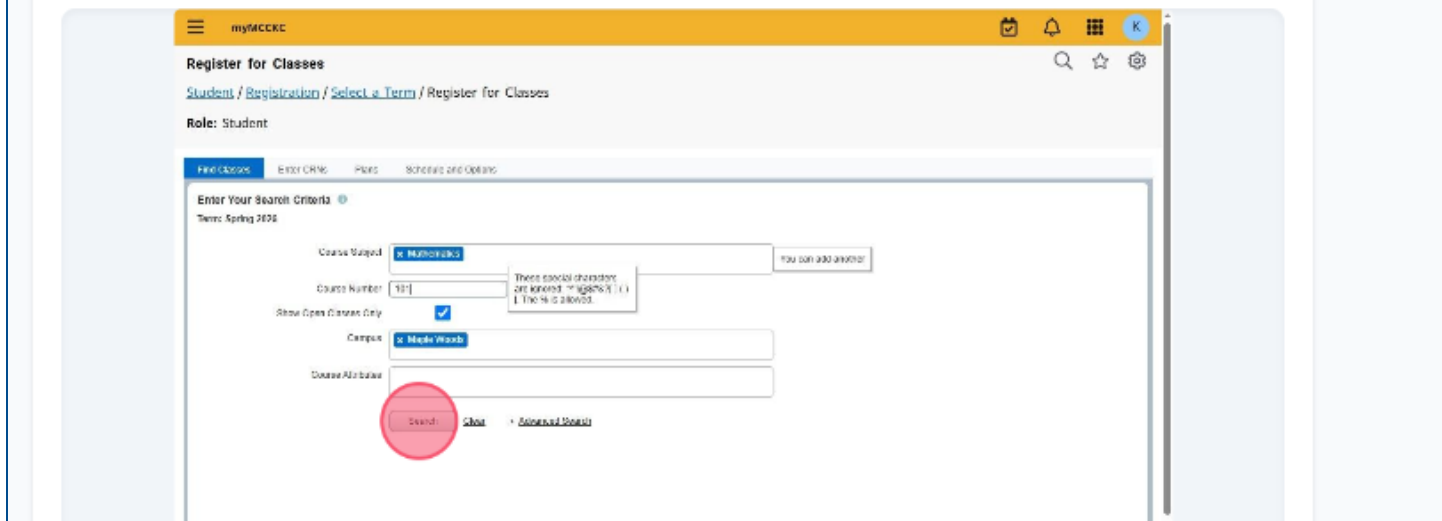 myMCCKC
K
Register for Classes
Student / Registration / Select a Term / Register for Classes
Role: Student
Find Classes Enter CRNs Plans Schedule and Options
Enter Your Search Criteria
Term: Spring 2026
Course Subject x Mathematics You can add another
These special characters
Course Number 101 are ignored.
The % is allowed.
Show Open Classes Only
Campus x Maple Woods
Course Attributes
Search Clear Advanced Search